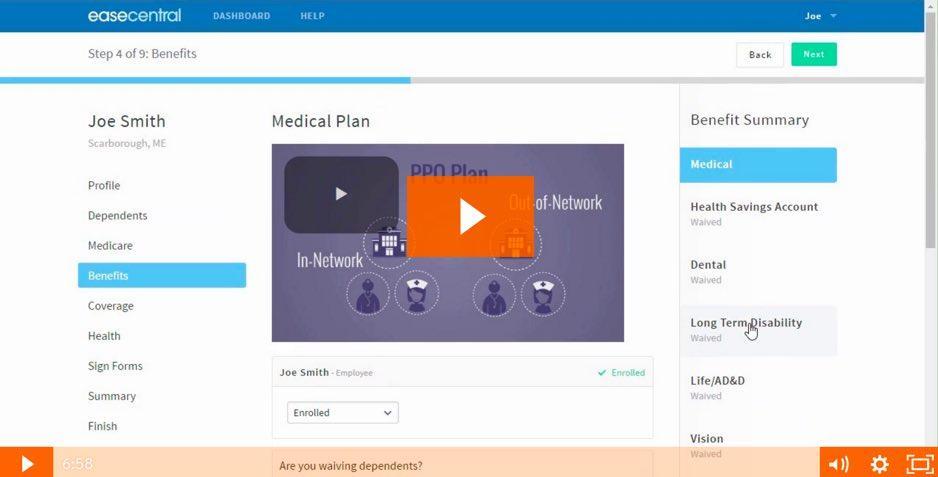 easecentral DASHBOARD HELP Joe
Step 4 of 9: Benefits Back Next
Joe Smith
Scarborough, ME
Profile
Dependents
Medicare
Benefits
Coverage
Health
Sign Forms
Summary
Finish
Medical Plan
PPO Plan
Out-of-Network
In-Network
Joe Smith - Employee Enrolled
Enrolled
Are you waiving dependents?
Benefit Summary
Medical
Health Savings Account
Waived
Dental
Waived
Long Term Disability
Waived
Life/AD&D
Waived
Vision
Waived
6:58